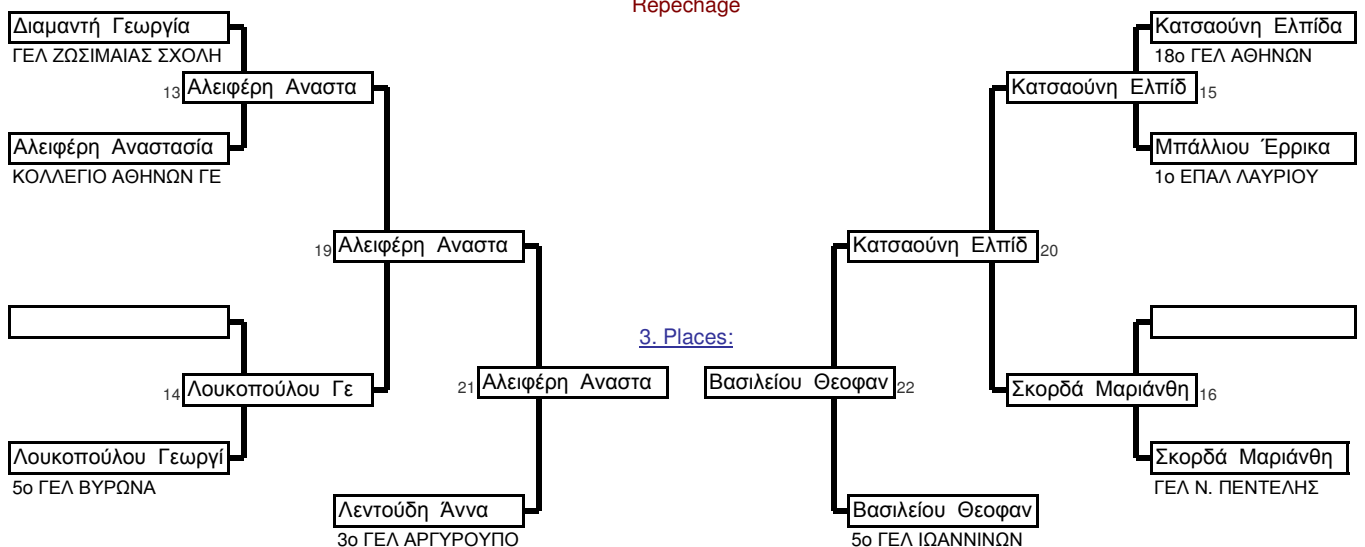 Repechage
Διαμαντή Γεωργία
ΓΕΛ ΖΩΣΙΜΑΙΑΣ ΣΧΟΛΗ
Κατσαούνη Ελπίδα
18ο ΓΕΛ ΑΘΗΝΩΝ
13 Αλειφέρη Αναστα
Κατσαούνη Ελπίδ 15
Αλειφέρη Αναστασία
ΚΟΛΛΕΓΙΟ ΑΘΗΝΩΝ ΓΕ
Μπάλλιου Έρρικα
1ο ΕΠΑΛ ΛΑΥΡΙΟΥ
19 Αλειφέρη Αναστα
Κατσαούνη Ελπίδ 20
3. Places:
14 Λουκοπούλου Γε
21 Αλειφέρη Αναστα
Βασιλείου Θεοφαν 22
Σκορδά Μαριάνθη 16
Λουκοπούλου Γεωργί
5ο ΓΕΛ ΒΥΡΩΝΑ
Σκορδά Μαριάνθη
ΓΕΛ Ν. ΠΕΝΤΕΛΗΣ
Λεντούδη Άννα
3ο ΓΕΛ ΑΡΓΥΡΟΥΠΟ
Βασιλείου Θεοφαν
5ο ΓΕΛ ΙΩΑΝΝΙΝΩΝ